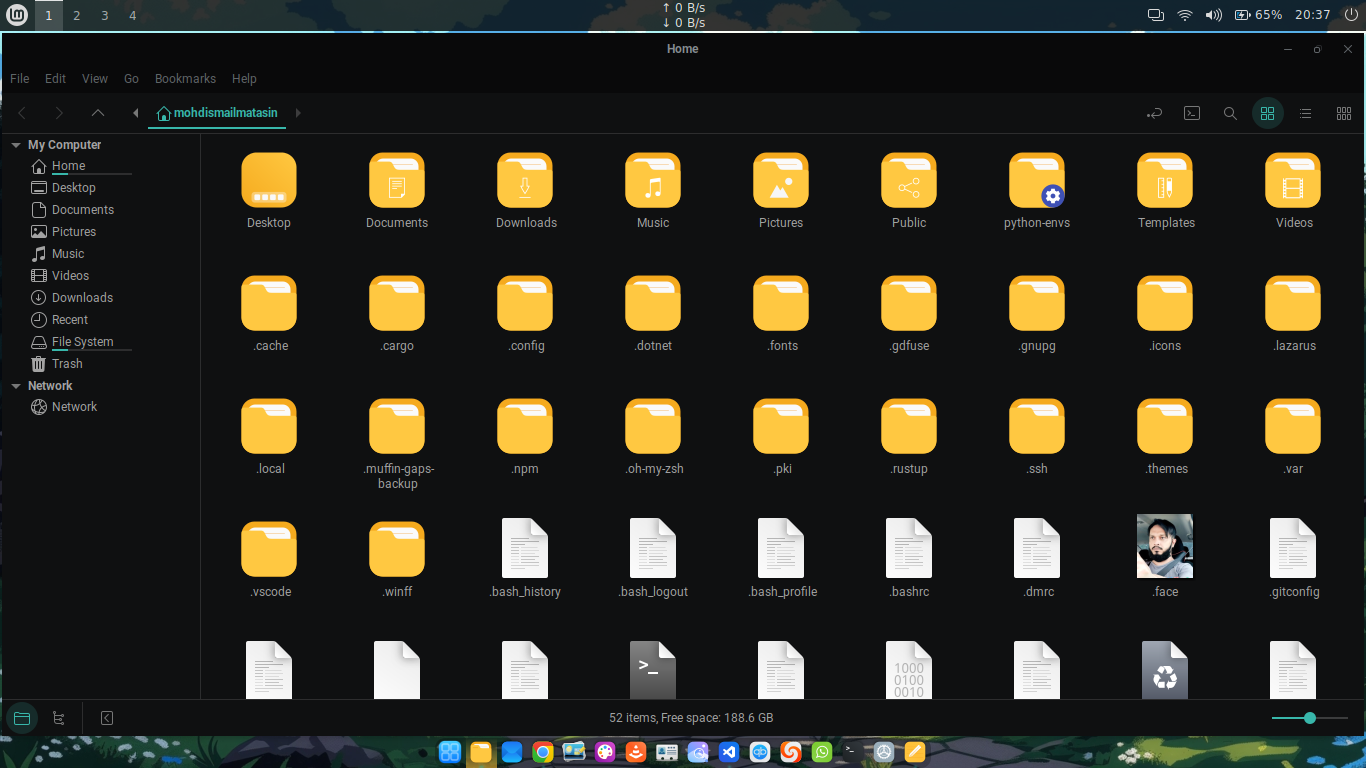 1 2 3 4
↑ 0 B/s
↓ 0 B/s
65% 20:37
Home
File Edit View Go Bookmarks Help
mohdismailmatasin
My Computer
Home
Desktop
Documents
Pictures
Music
Videos
Downloads
Recent
File System
Trash
Network
Network
Desktop Documents Downloads Music Pictures Public python-envs Templates Videos
.cache .cargo .config .dotnet .fonts .gdfuse .gnupg .icons .lazarus
.local .muffin-gaps-backup .npm .oh-my-zsh .pki .rustup .ssh .themes .var
.vscode .winff .bash_history .bash_logout .bash_profile .bashrc .dmrc .face .gitconfig
>_
1000
0100
0010
52 items, Free space: 188.6 GB